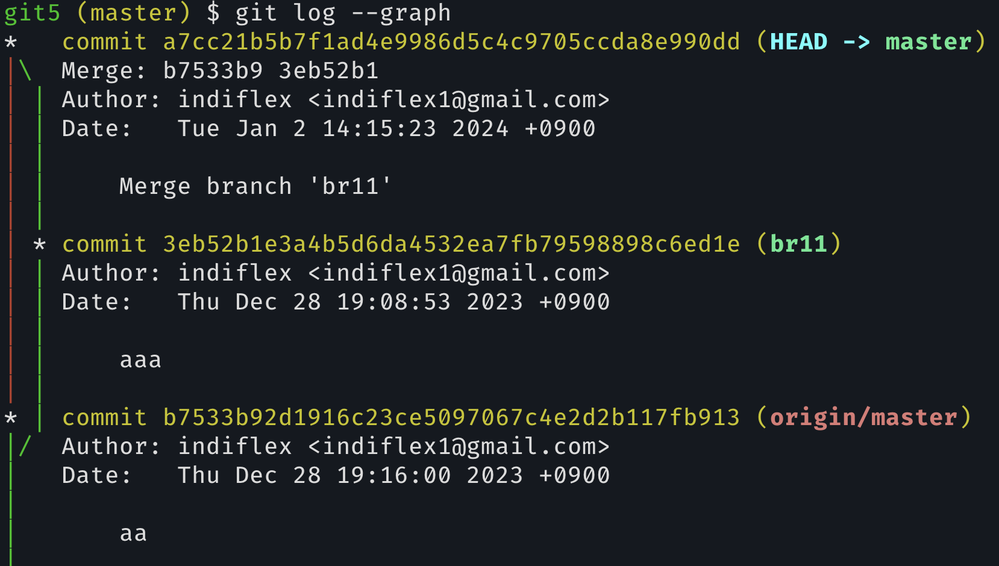 git5 (master) $ git log --graph
*   commit a7cc21b5b7f1ad4e9986d5c4c9705ccda8e990dd (HEAD -> master)
|\  Merge: b7533b9 3eb52b1
| | Author: indiflex <indiflex1@gmail.com>
| | Date:   Tue Jan 2 14:15:23 2024 +0900
| |
| |     Merge branch 'br11'
| |
| * commit 3eb52b1e3a4b5d6da4532ea7fb79598898c6ed1e (br11)
| | Author: indiflex <indiflex1@gmail.com>
| | Date:   Thu Dec 28 19:08:53 2023 +0900
| |
| |     aaa
| |
* | commit b7533b92d1916c23ce5097067c4e2d2b117fb913 (origin/master)
|/  Author: indiflex <indiflex1@gmail.com>
|   Date:   Thu Dec 28 19:16:00 2023 +0900
|
|       aa
|